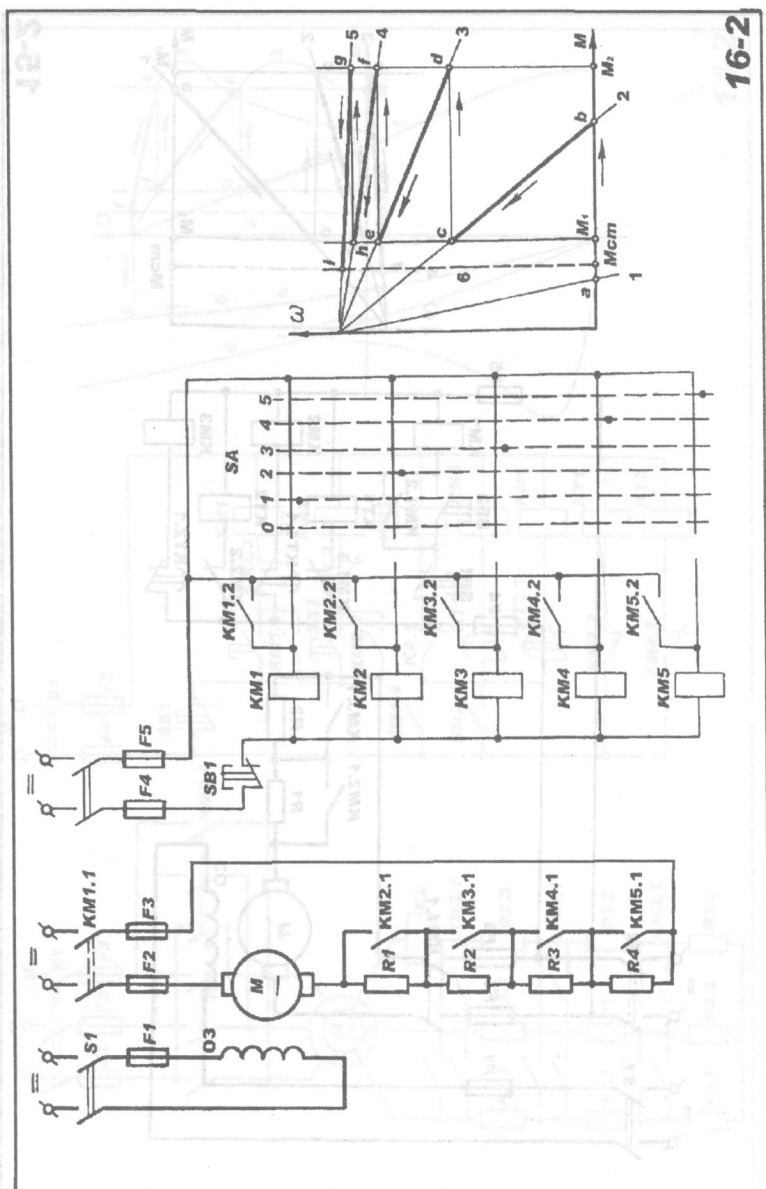 =
S1
F1
O3
=
KM1.1
F2
F3
M
R1
KM2.1
R2
KM3.1
R3
KM4.1
R4
KM5.1
=
F4
F5
SB1
KM1
KM1.2
KM2
KM2.2
KM3
KM3.2
KM4
KM4.2
KM5
KM5.2
SA
0 1 2 3 4 5
ω
g 5
f 4
d 3
i
h
e
c
6
a
b
1
Мст
M₁
2
M₂
M
16-2